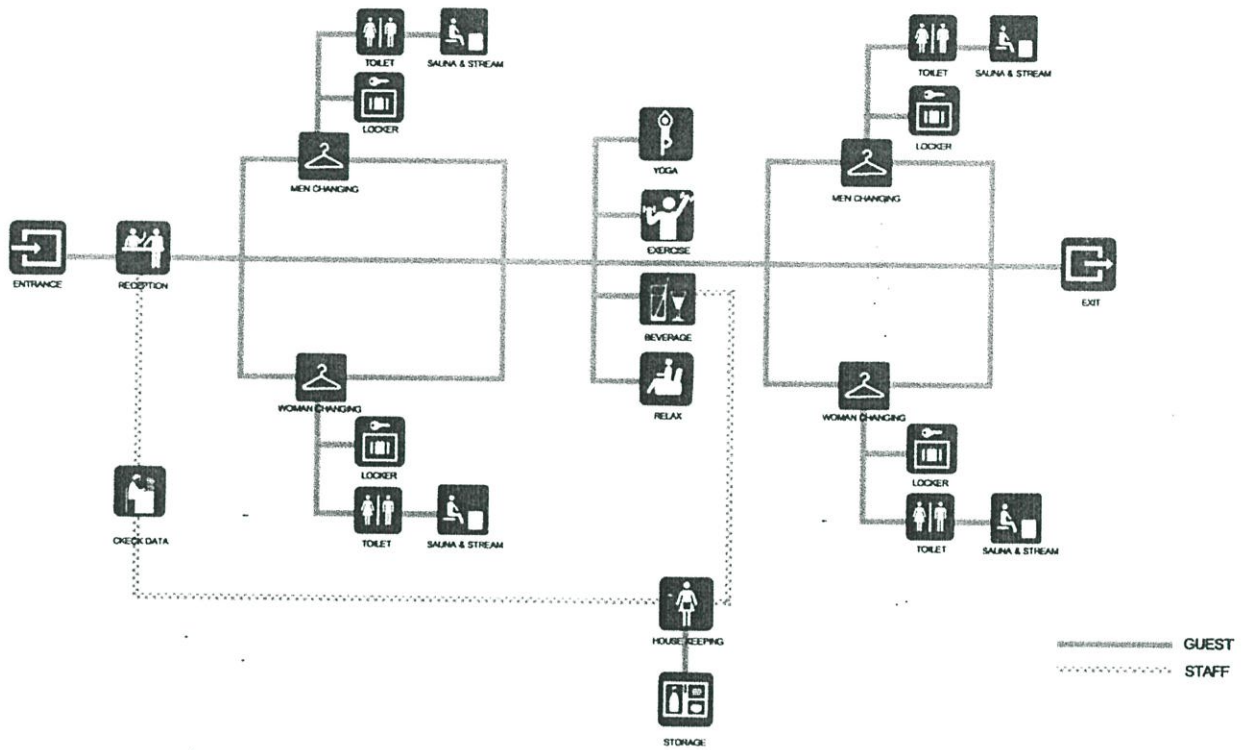 TOILET
SAUNA & STREAM
LOCKER
MEN CHANGING
TOILET
SAUNA & STREAM
LOCKER
MEN CHANGING
YOGA
EXERCISE
ENTRANCE
RECEPTION
BEVERAGE
EXIT
RELAX
WOMAN CHANGING
LOCKER
TOILET
SAUNA & STREAM
WOMAN CHANGING
LOCKER
TOILET
SAUNA & STREAM
CKECK DATA
HOUSE KEEPING
STORAGE
GUEST
STAFF